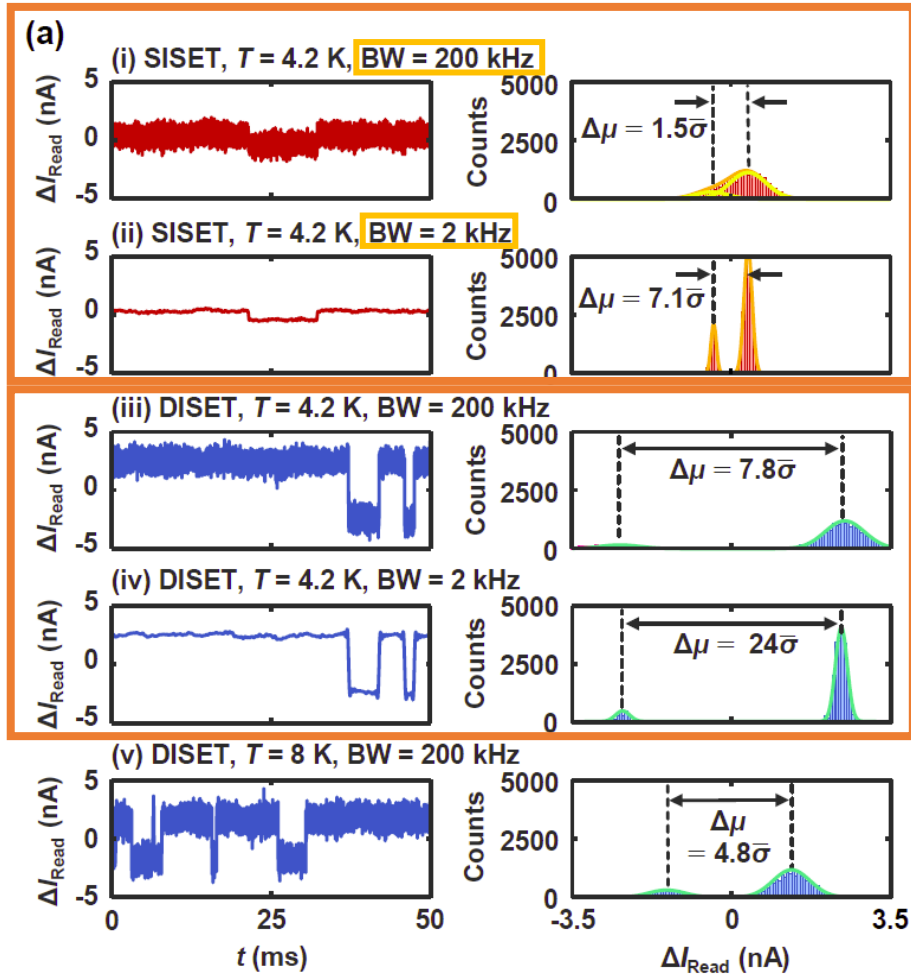 (a)
(i) SISET, T = 4.2 K, BW = 200 kHz
5
0
-5
ΔI_Read (nA)
5000
2500
0
Counts
Δμ = 1.5σ̅
(ii) SISET, T = 4.2 K, BW = 2 kHz
5
0
-5
ΔI_Read (nA)
5000
2500
0
Counts
Δμ = 7.1σ̅
(iii) DISET, T = 4.2 K, BW = 200 kHz
5
0
-5
ΔI_Read (nA)
5000
2500
0
Counts
Δμ = 7.8σ̅
(iv) DISET, T = 4.2 K, BW = 2 kHz
5
0
-5
ΔI_Read (nA)
5000
2500
0
Counts
Δμ = 24σ̅
(v) DISET, T = 8 K, BW = 200 kHz
5
0
-5
ΔI_Read (nA)
5000
2500
0
Counts
Δμ
= 4.8σ̅
0 25 50
t (ms)
-3.5 0 3.5
ΔI_Read (nA)